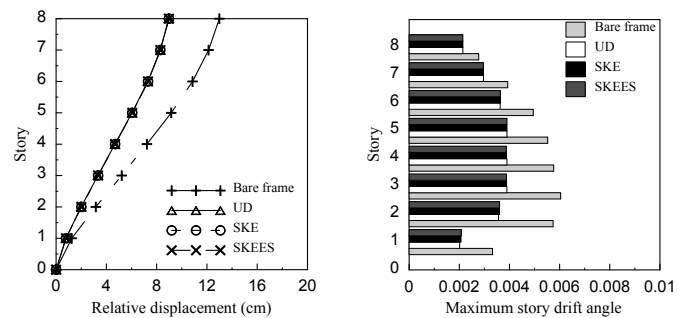 8
7
6
5
4
3
2
1
0
Story
Bare frame
UD
SKE
SKEES
0 4 8 12 16 20
Relative displacement (cm)
Bare frame
UD
SKE
SKEES
8
7
6
5
4
3
2
1
0
Story
0 0.002 0.004 0.006 0.008 0.01
Maximum story drift angle